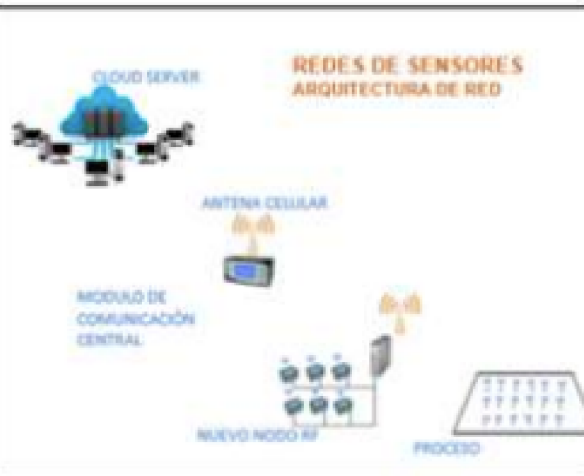 CLOUD SERVER
REDES DE SENSORES
ARQUITECTURA DE RED
ANTENA CELULAR
MODULO DE
COMUNICACIÓN
CENTRAL
NUEVO NODO RF
PROCESO